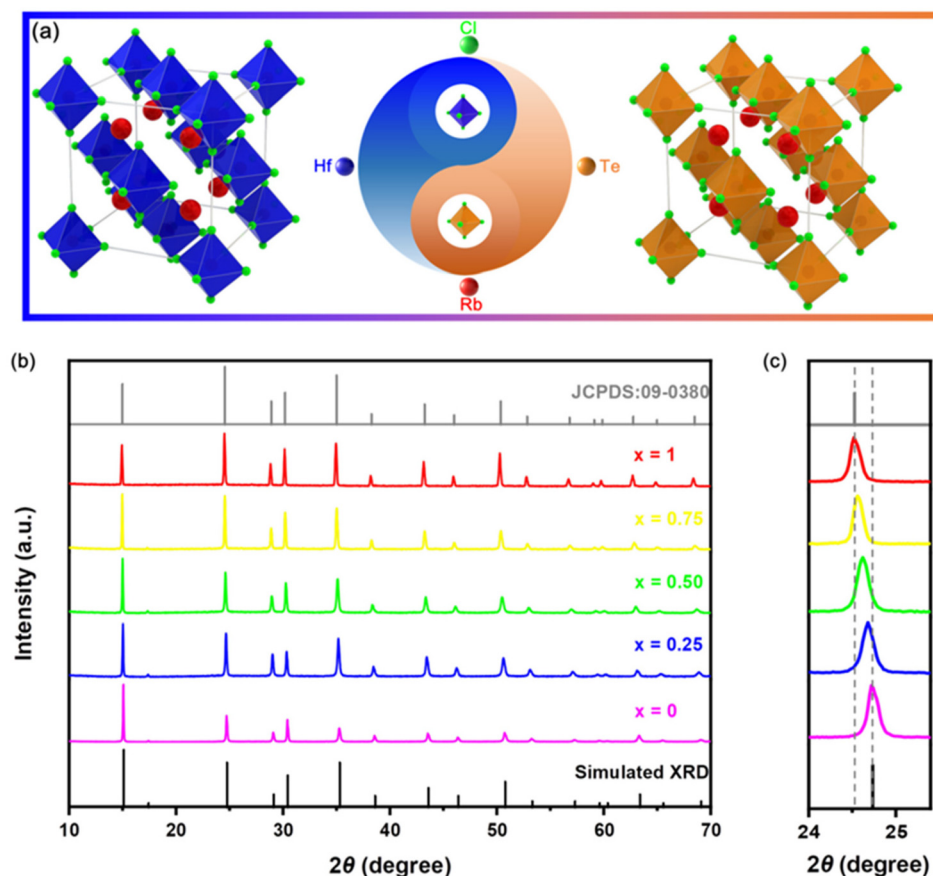 (a)
Cl
Hf
Te
Rb
(b)
JCPDS:09-0380
x = 1
x = 0.75
x = 0.50
x = 0.25
x = 0
Simulated XRD
Intensity (a.u.)
10 20 30 40 50 60 70
2θ (degree)
(c)
24 25
2θ (degree)